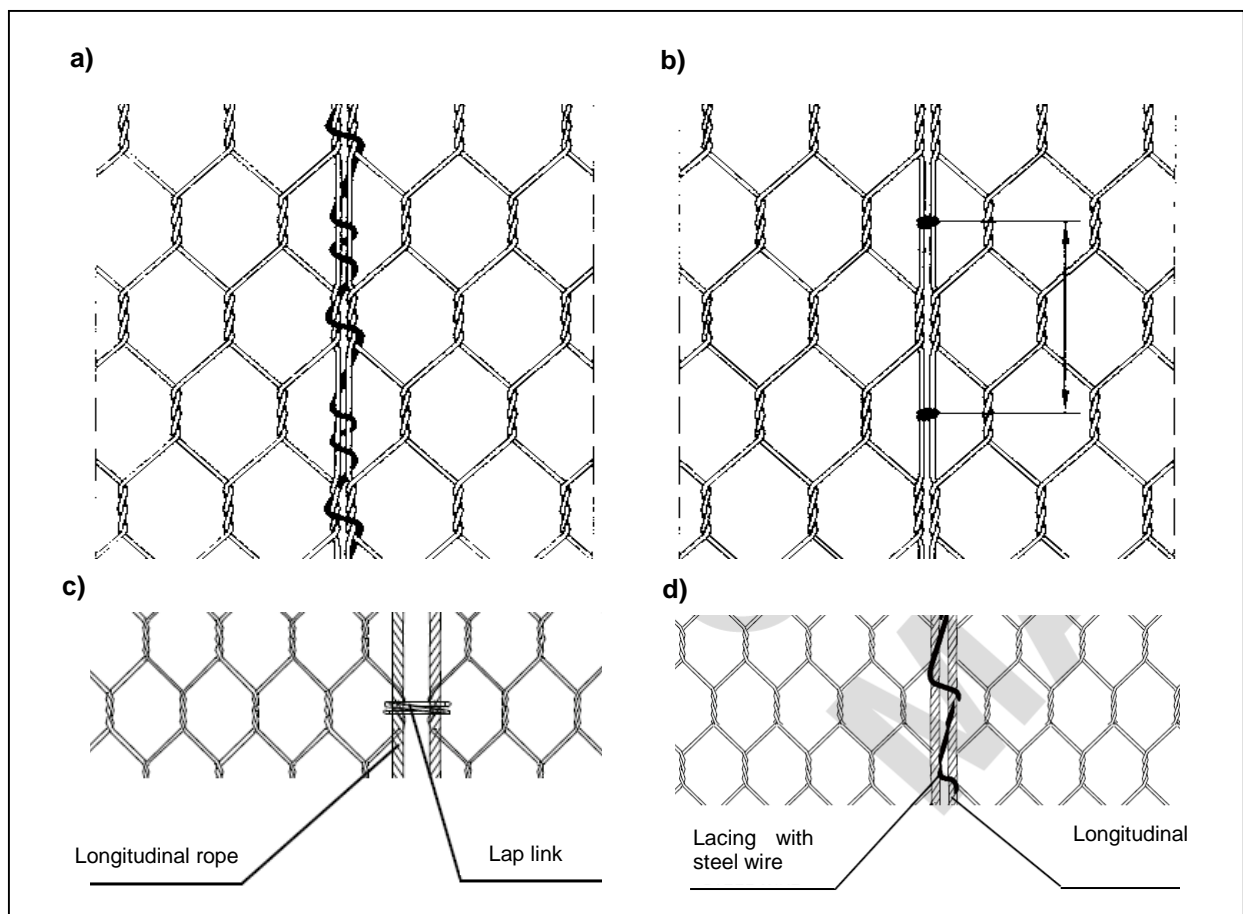 a)
b)
c)
d)
Longitudinal rope
Lap link
Lacing with
steel wire
Longitudinal